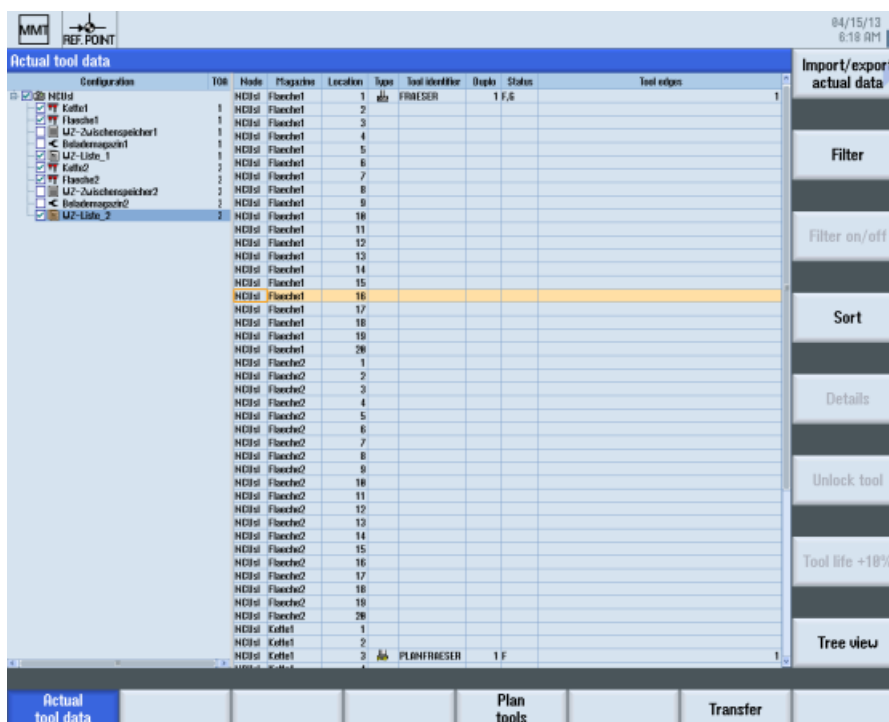 MMT
REF. POINT
04/15/13
6:18 AM
Actual tool data
Configuration TOA Node Magazine Location Type Tool identifier Duplo Status Tool edges
NCUsl
Kette1 1
Flaeche1 1
WZ-Zwischenspeicher1 1
Belademagazin1 1
WZ-Liste_1 1
Kette2 2
Flaeche2 2
WZ-Zwischenspeicher2 2
Belademagazin2 2
WZ-Liste_2 2
NCUsl Flaeche1 1 FRAESER 1 F,G 1
NCUsl Flaeche1 2
NCUsl Flaeche1 3
NCUsl Flaeche1 4
NCUsl Flaeche1 5
NCUsl Flaeche1 6
NCUsl Flaeche1 7
NCUsl Flaeche1 8
NCUsl Flaeche1 9
NCUsl Flaeche1 10
NCUsl Flaeche1 11
NCUsl Flaeche1 12
NCUsl Flaeche1 13
NCUsl Flaeche1 14
NCUsl Flaeche1 15
NCUsl Flaeche1 16
NCUsl Flaeche1 17
NCUsl Flaeche1 18
NCUsl Flaeche1 19
NCUsl Flaeche1 20
NCUsl Flaeche2 1
NCUsl Flaeche2 2
NCUsl Flaeche2 3
NCUsl Flaeche2 4
NCUsl Flaeche2 5
NCUsl Flaeche2 6
NCUsl Flaeche2 7
NCUsl Flaeche2 8
NCUsl Flaeche2 9
NCUsl Flaeche2 10
NCUsl Flaeche2 11
NCUsl Flaeche2 12
NCUsl Flaeche2 13
NCUsl Flaeche2 14
NCUsl Flaeche2 15
NCUsl Flaeche2 16
NCUsl Flaeche2 17
NCUsl Flaeche2 18
NCUsl Flaeche2 19
NCUsl Flaeche2 20
NCUsl Kette1 1
NCUsl Kette1 2
NCUsl Kette1 3 PLANFRAESER 1 F 1
Import/export
actual data
Filter
Filter on/off
Sort
Details
Unlock tool
Tool life +10%
Tree view
Actual
tool data
Plan
tools
Transfer